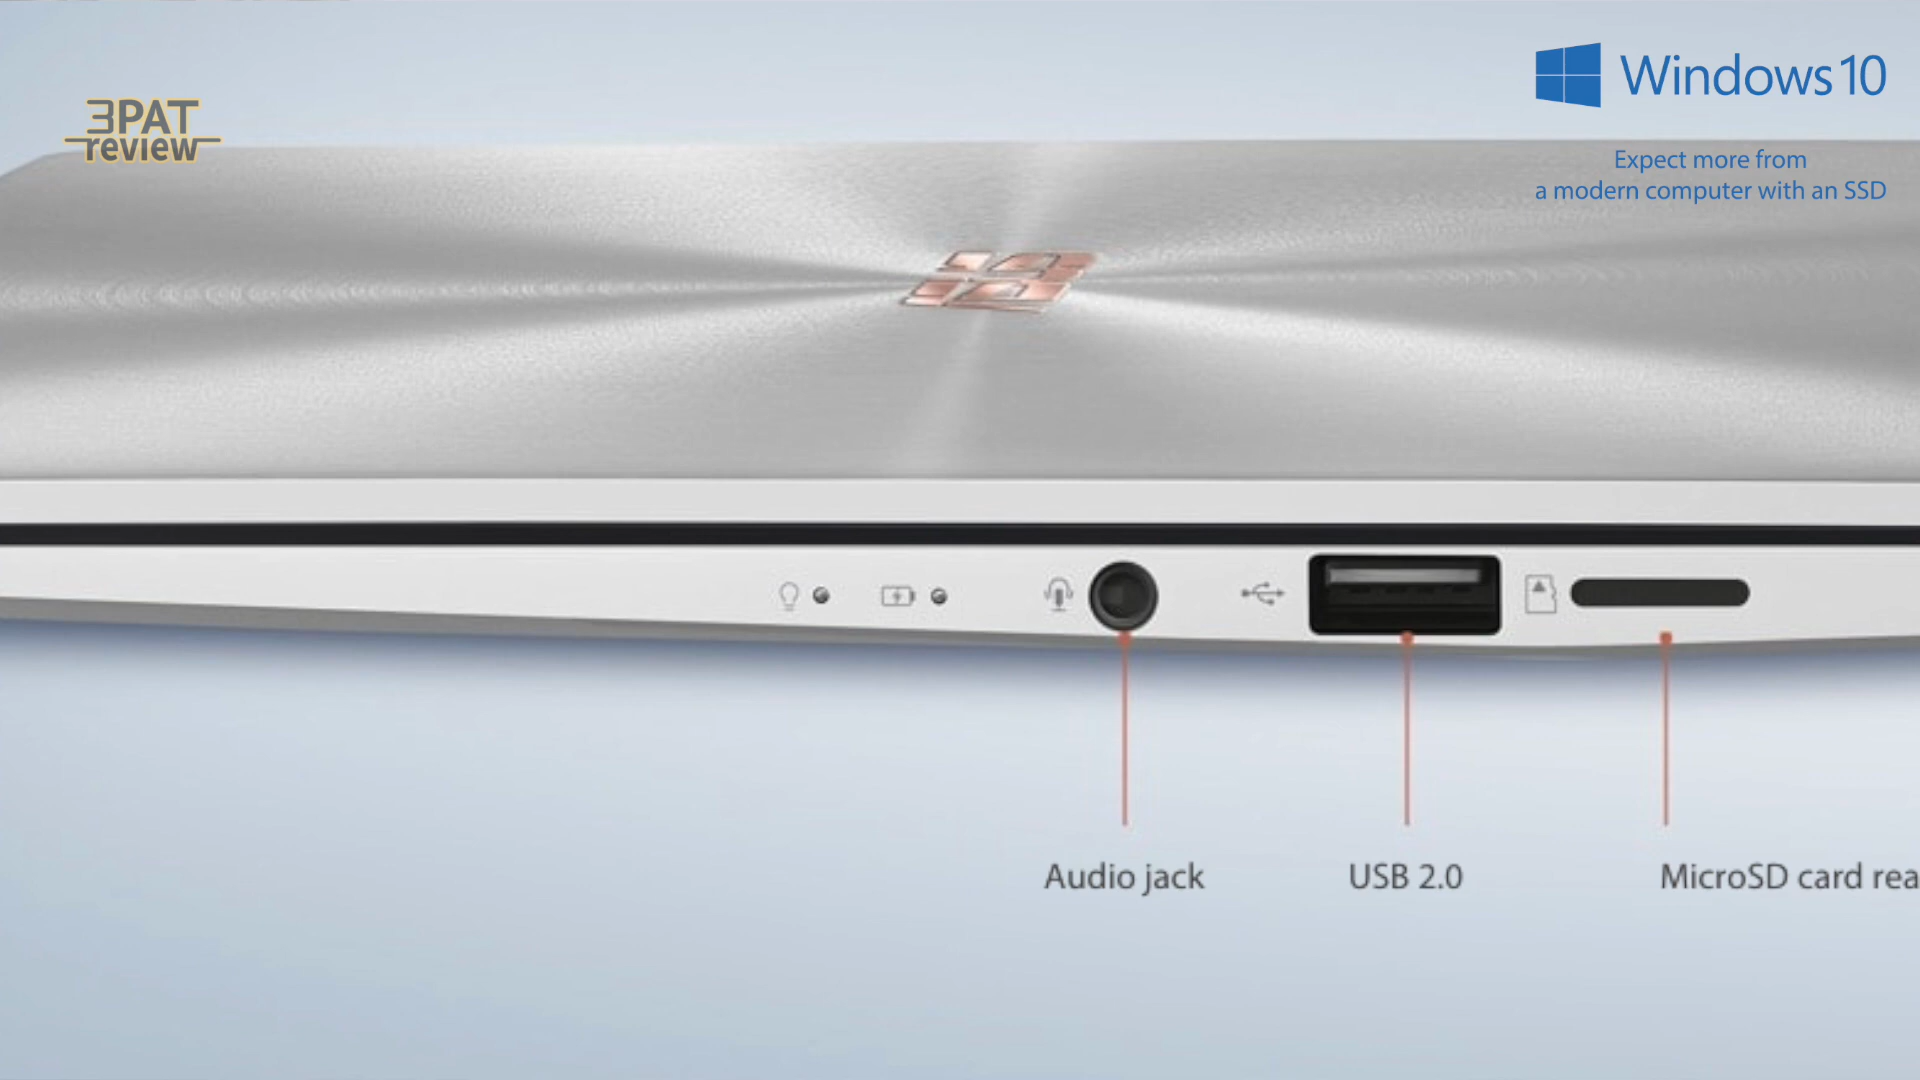 3PAT
review
Windows 10
Expect more from
a modern computer with an SSD
Audio jack
USB 2.0
MicroSD card rea